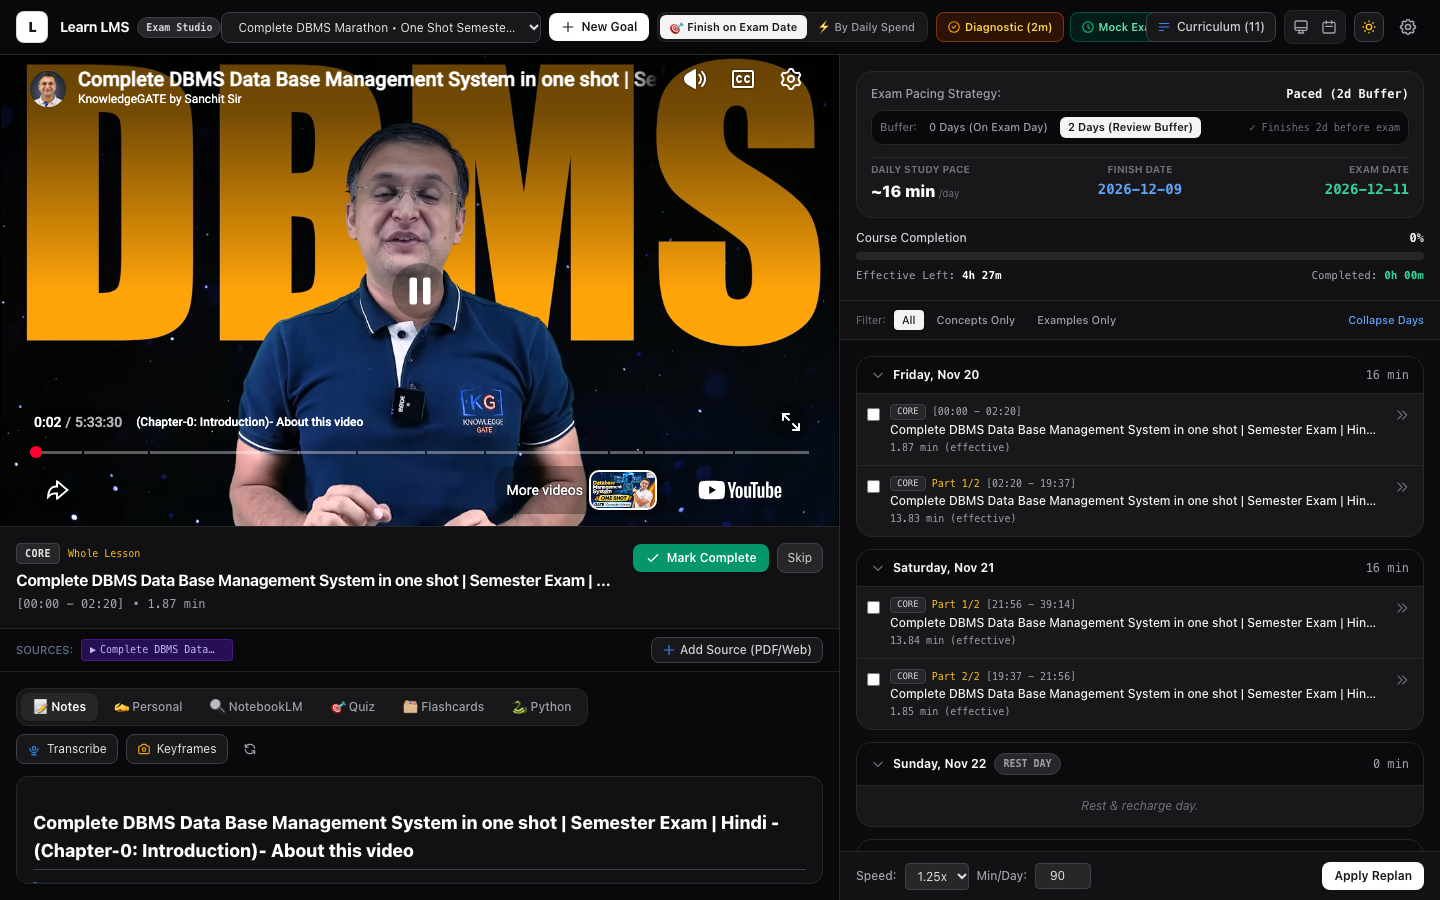 L Learn LMS Exam Studio Complete DBMS Marathon • One Shot Semeste... New Goal 🎯 Finish on Exam Date ⚡ By Daily Spend Diagnostic (2m) Mock Exa Curriculum (11)
DBMS
Complete DBMS Data Base Management System in one shot | Se
KnowledgeGATE by Sanchit Sir
CC
KG
KNOWLEDGE
GATE
0:02 / 5:33:30 (Chapter-0: Introduction)- About this video
More videos
YouTube
CORE Whole Lesson
Mark Complete Skip
Complete DBMS Data Base Management System in one shot | Semester Exam | ...
[00:00 – 02:20] • 1.87 min
SOURCES: ▶ Complete DBMS Data… Add Source (PDF/Web)
📝 Notes ✍️ Personal 🔍 NotebookLM 🎯 Quiz 🗂️ Flashcards 🐍 Python
Transcribe Keyframes
Complete DBMS Data Base Management System in one shot | Semester Exam | Hindi -
(Chapter-0: Introduction)- About this video
Exam Pacing Strategy: Paced (2d Buffer)
Buffer: 0 Days (On Exam Day) 2 Days (Review Buffer) ✓ Finishes 2d before exam
DAILY STUDY PACE FINISH DATE EXAM DATE
~16 min /day 2026-12-09 2026-12-11
Course Completion 0%
Effective Left: 4h 27m Completed: 0h 00m
Filter: All Concepts Only Examples Only Collapse Days
Friday, Nov 20 16 min
CORE [00:00 – 02:20]
Complete DBMS Data Base Management System in one shot | Semester Exam | Hin...
1.87 min (effective)
CORE Part 1/2 [02:20 – 19:37]
Complete DBMS Data Base Management System in one shot | Semester Exam | Hin...
13.83 min (effective)
Saturday, Nov 21 16 min
CORE Part 1/2 [21:56 – 39:14]
Complete DBMS Data Base Management System in one shot | Semester Exam | Hin...
13.84 min (effective)
CORE Part 2/2 [19:37 – 21:56]
Complete DBMS Data Base Management System in one shot | Semester Exam | Hin...
1.85 min (effective)
Sunday, Nov 22 REST DAY 0 min
Rest & recharge day.
Speed: 1.25x Min/Day: 90 Apply Replan